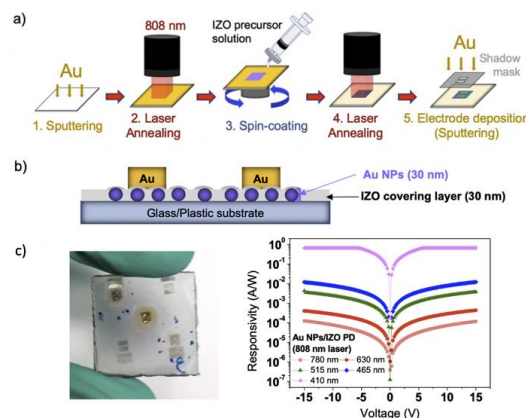 a)
808 nm
IZO precursor
solution
Au
Au
Shadow
mask
1. Sputtering
2. Laser
Annealing
3. Spin-coating
4. Laser
Annealing
5. Electrode deposition
(Sputtering)
b)
Au
Au
Au NPs (30 nm)
IZO covering layer (30 nm)
Glass/Plastic substrate
c)
Responsivity (A/W)
10⁰
10⁻¹
10⁻²
10⁻³
10⁻⁴
10⁻⁵
10⁻⁶
10⁻⁷
Au NPs/IZO PD
(808 nm laser)
780 nm
630 nm
515 nm
465 nm
410 nm
-15
-10
-5
0
5
10
15
Voltage (V)